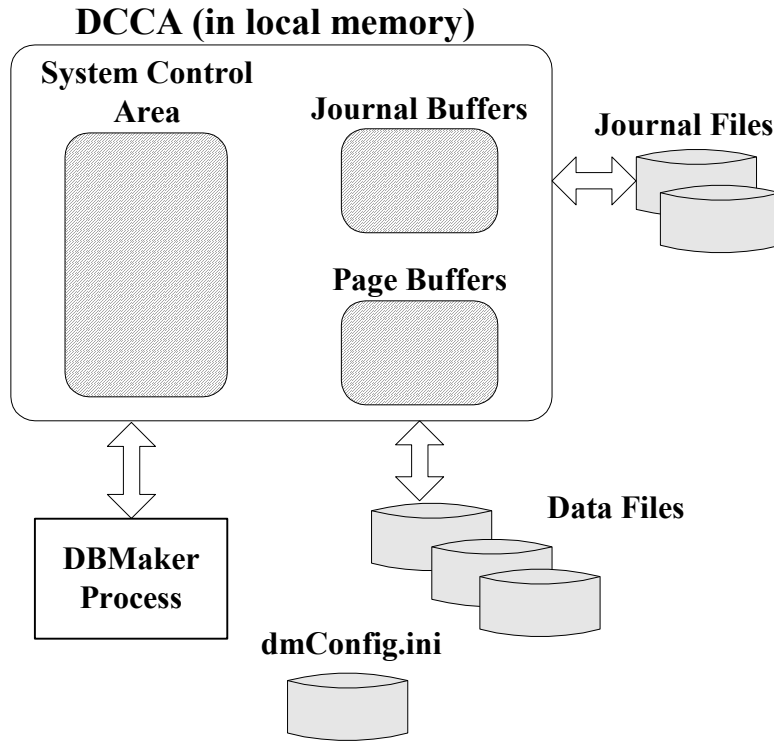 DCCA (in local memory)
System Control
Area
Journal Buffers
Journal Files
Page Buffers
Data Files
DBMaker
Process
dmConfig.ini